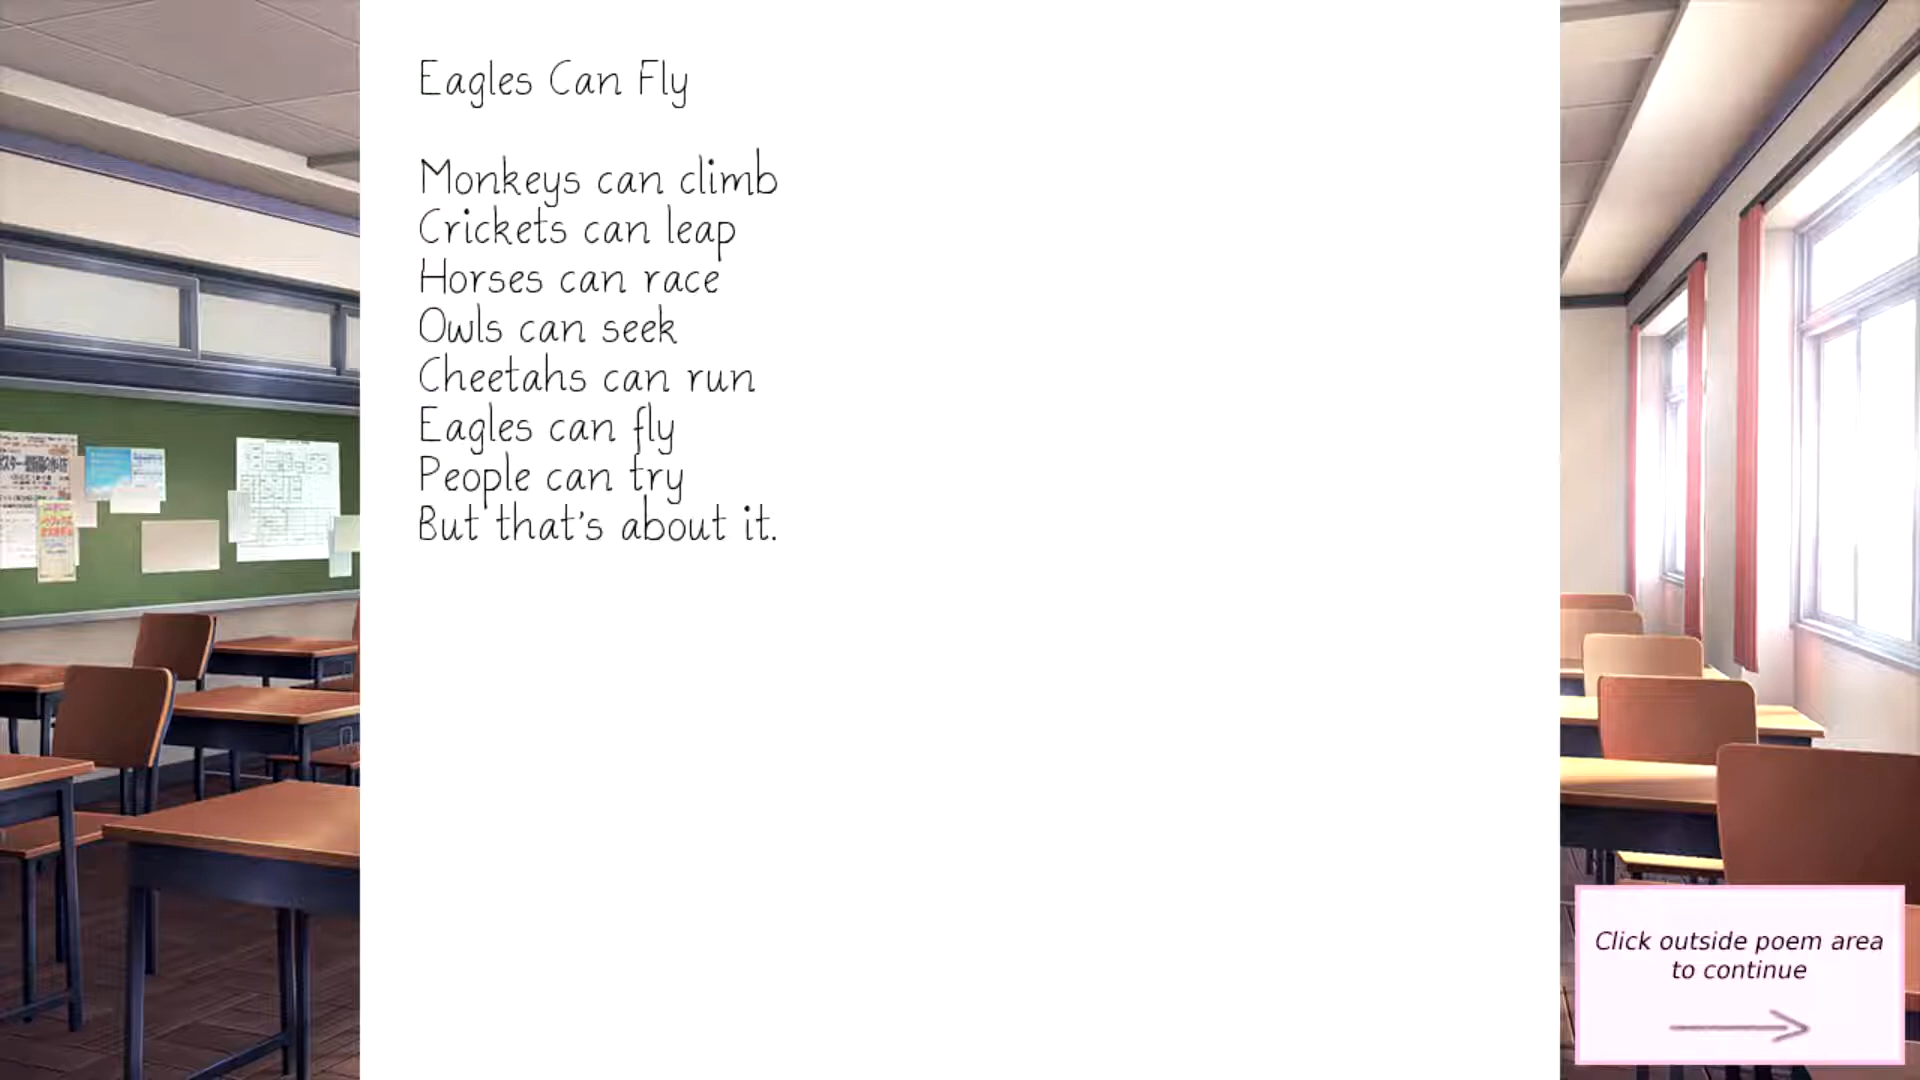 Eagles Can Fly
Monkeys can climb
Crickets can leap
Horses can race
Owls can seek
Cheetahs can run
Eagles can fly
People can try
But that's about it.
Click outside poem area
to continue